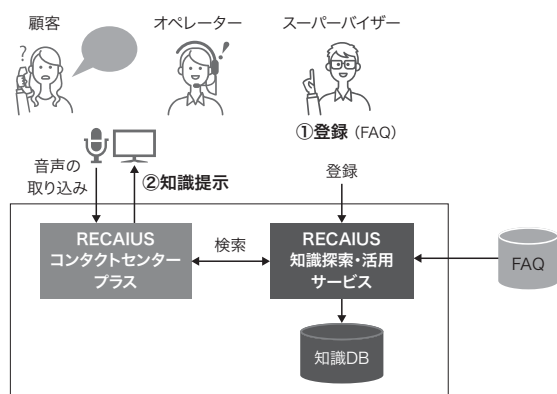 顧客
オペレーター
スーパーバイザー
?
!
①登録（FAQ）
音声の
取り込み
②知識提示
登録
RECAIUS
コンタクトセンター
プラス
検索
RECAIUS
知識探索・活用
サービス
FAQ
知識DB